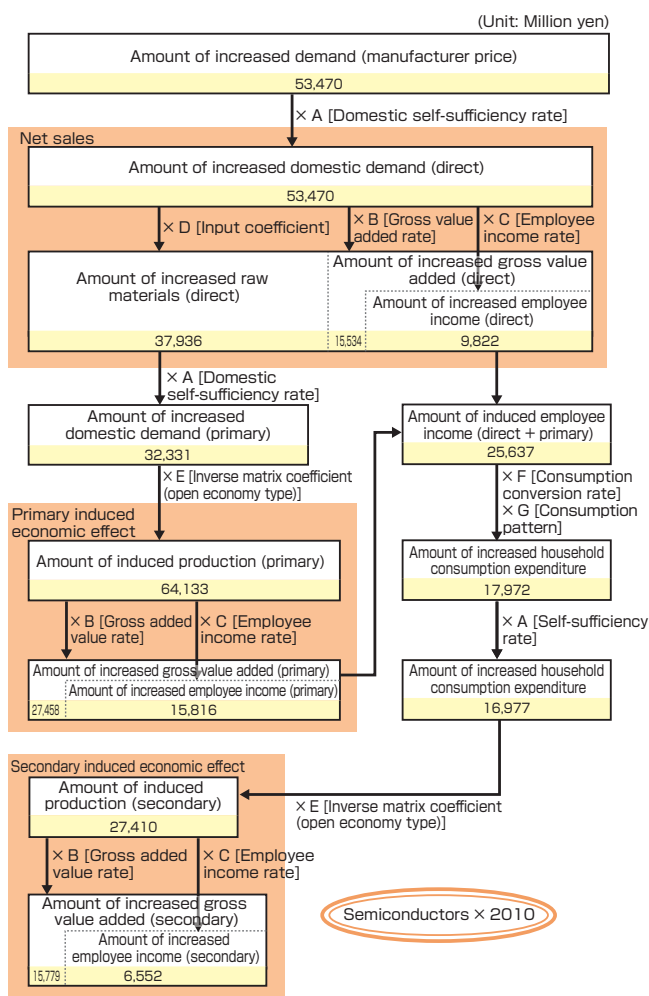 (Unit: Million yen)
Amount of increased demand (manufacturer price)
53,470
× A [Domestic self-sufficiency rate]
Net sales
Amount of increased domestic demand (direct)
53,470
× D [Input coefficient]
× B [Gross value
added rate]
× C [Employee
income rate]
Amount of increased raw
materials (direct)
37,936
Amount of increased gross value
added (direct)
15,534
Amount of increased employee
income (direct)
9,822
× A [Domestic
self-sufficiency rate]
Amount of increased
domestic demand (primary)
32,331
Amount of induced employee
income (direct + primary)
25,637
× E [Inverse matrix coefficient
(open economy type)]
× F [Consumption
conversion rate]
× G [Consumption
pattern]
Primary induced
economic effect
Amount of induced production (primary)
64,133
Amount of increased household
consumption expenditure
17,972
× B [Gross added
value rate]
× C [Employee
income rate]
× A [Self-sufficiency
rate]
Amount of increased gross value added (primary)
27,458
Amount of increased employee income (primary)
15,816
Amount of increased household
consumption expenditure
16,977
Secondary induced economic effect
Amount of induced
production (secondary)
27,410
× E [Inverse matrix coefficient
(open economy type)]
× B [Gross added
value rate]
× C [Employee
income rate]
Amount of increased gross
value added (secondary)
15,779
Amount of increased
employee income (secondary)
6,552
Semiconductors × 2010